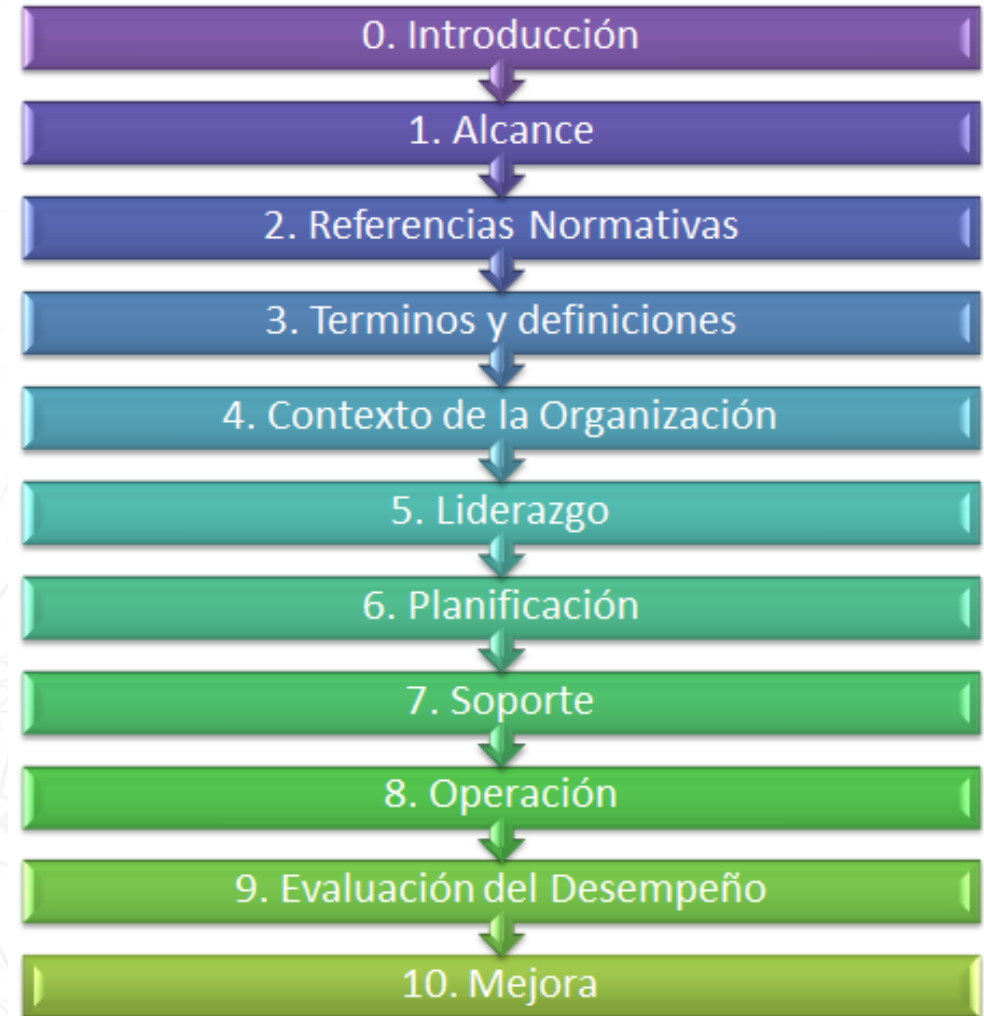 0. Introducción
1. Alcance
2. Referencias Normativas
3. Terminos y definiciones
4. Contexto de la Organización
5. Liderazgo
6. Planificación
7. Soporte
8. Operación
9. Evaluación del Desempeño
10. Mejora